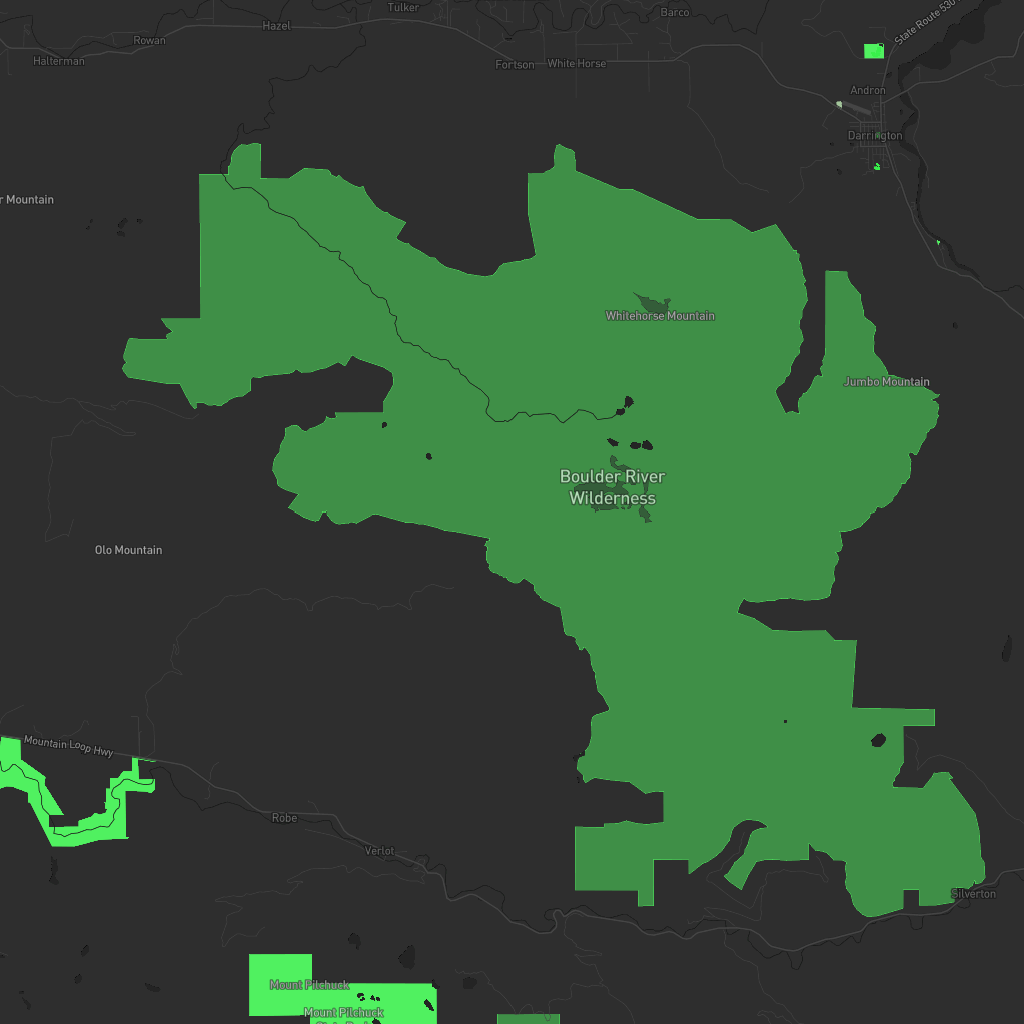 Tulker
Barco
State Route 530
Hazel
Rowan
Halterman
Fortson
White Horse
Andron
Darrington
r Mountain
Whitehorse Mountain
Jumbo Mountain
Boulder River
Wilderness
Olo Mountain
Mountain Loop Hwy
Robe
Verlot
Silverton
Mount Pilchuck
Mount Pilchuck